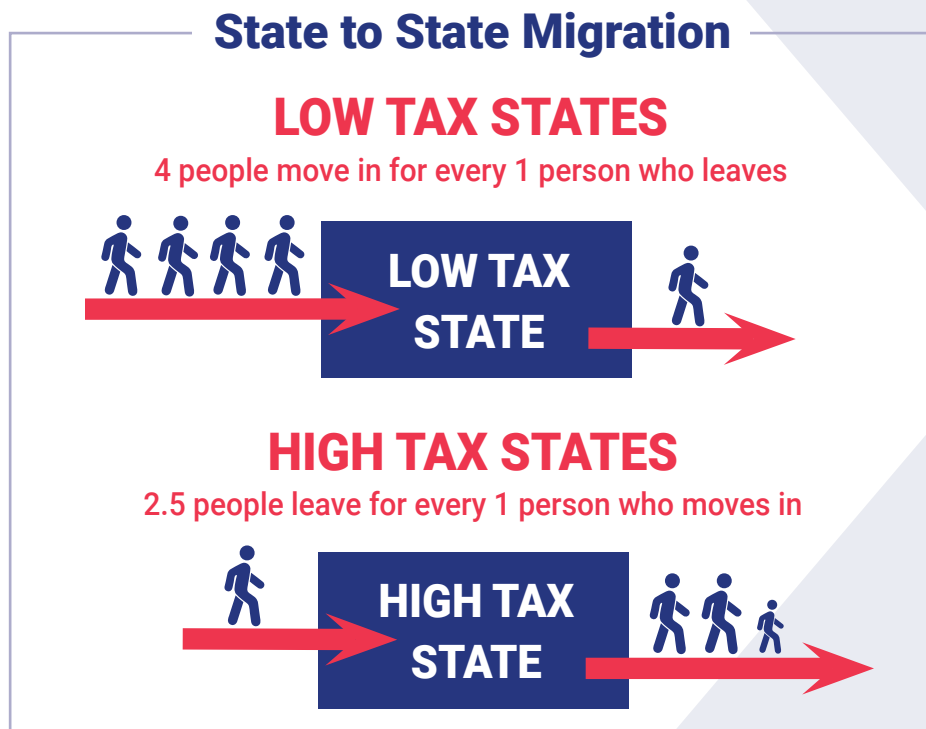 State to State Migration
LOW TAX STATES
4 people move in for every 1 person who leaves
LOW TAX
STATE
HIGH TAX STATES
2.5 people leave for every 1 person who moves in
HIGH TAX
STATE